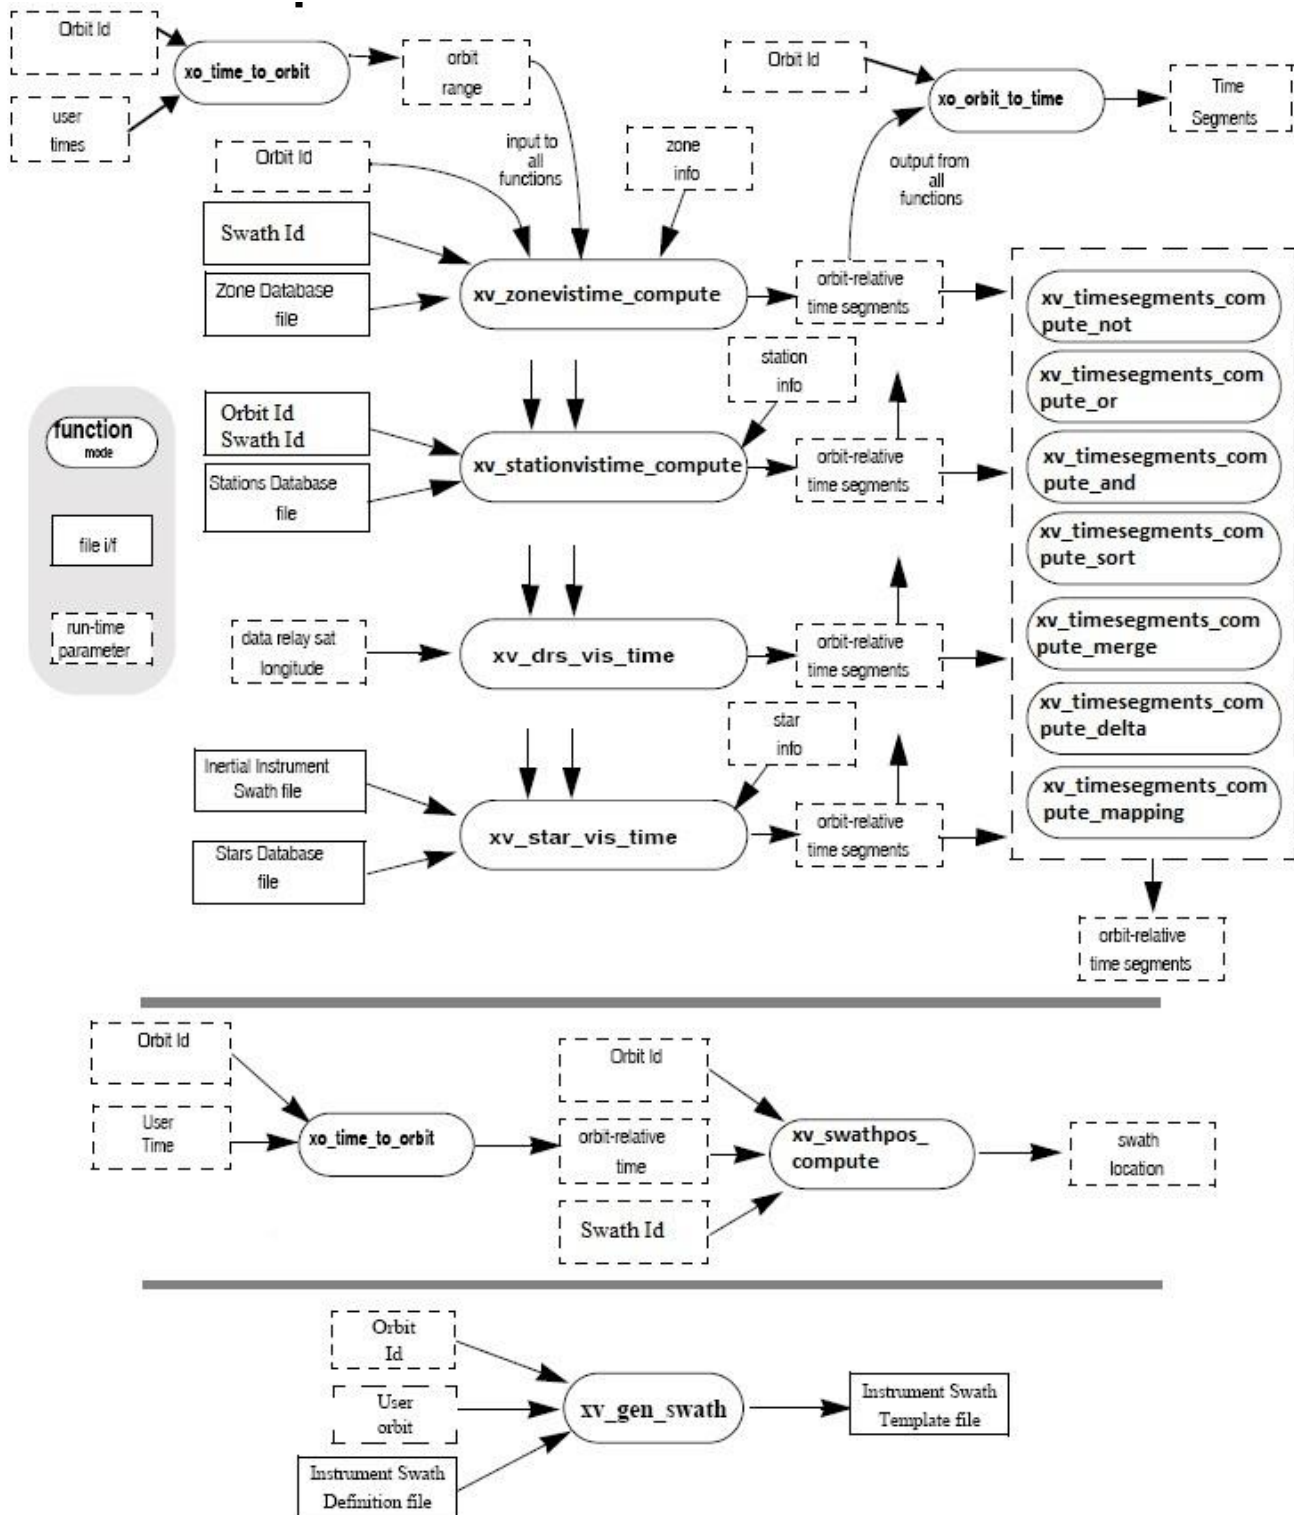 Orbit Id
xo_time_to_orbit
user
times
orbit
range
Orbit Id
xo_orbit_to_time
Time
Segments
Orbit Id
input to
all
functions
zone
info
output from
all
functions
Swath Id
Zone Database
file
xv_zonevistime_compute
orbit-relative
time segments
xv_timesegments_com
pute_not
station
info
xv_timesegments_com
pute_or
function
mode
Orbit Id
Swath Id
Stations Database
file
xv_stationvistime_compute
orbit-relative
time segments
xv_timesegments_com
pute_and
file i/f
xv_timesegments_com
pute_sort
run-time
parameter
data relay sat
longitude
xv_drs_vis_time
orbit-relative
time segments
xv_timesegments_com
pute_merge
star
info
xv_timesegments_com
pute_delta
Inertial Instrument
Swath file
Stars Database
file
xv_star_vis_time
orbit-relative
time segments
xv_timesegments_com
pute_mapping
orbit-relative
time segments
Orbit Id
User
Time
xo_time_to_orbit
Orbit Id
orbit-relative
time
Swath Id
xv_swathpos_
compute
swath
location
Orbit
Id
User
orbit
Instrument Swath
Definition file
xv_gen_swath
Instrument Swath
Template file